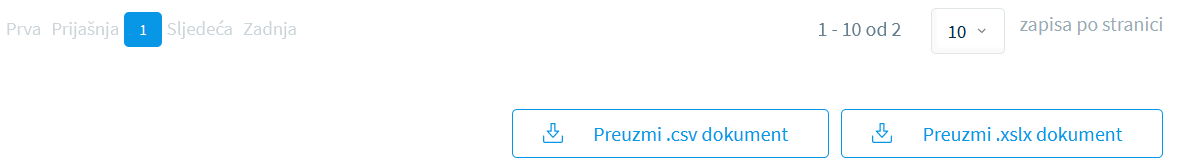 Prva Prijašnja 1 Sljedeća Zadnja 1 - 10 od 2 10 zapisa po stranici
Preuzmi .csv dokument Preuzmi .xslx dokument